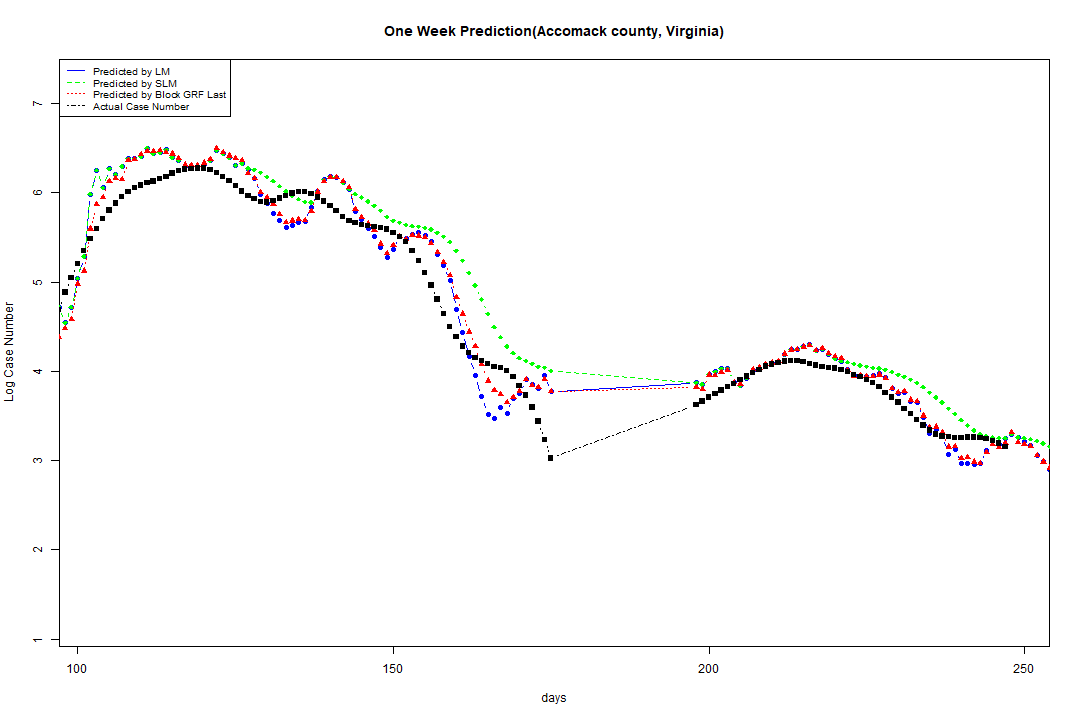 One Week Prediction(Accomack county, Virginia)
Predicted by LM
Predicted by SLM
Predicted by Block GRF Last
Actual Case Number
7
6
5
4
3
2
1
Log Case Number
100
150
200
250
days